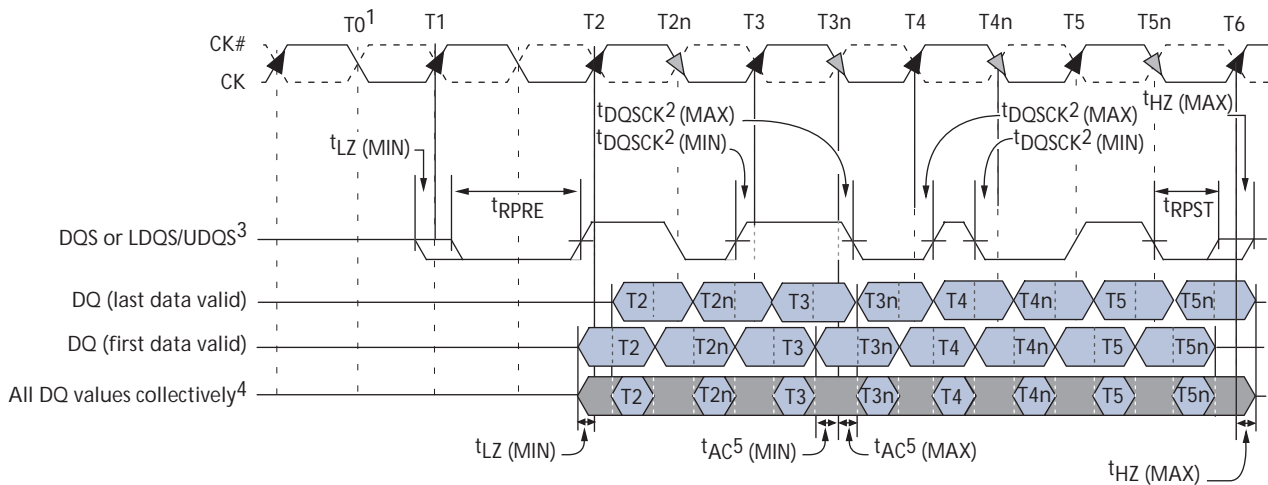 T0¹ T1 T2 T2n T3 T3n T4 T4n T5 T5n T6
CK#
CK
tDQSCK² (MAX)
tDQSCK² (MIN)
tDQSCK² (MAX)
tDQSCK² (MIN)
tHZ (MAX)
tLZ (MIN)
tRPRE
tRPST
DQS or LDQS/UDQS³
DQ (last data valid) T2 T2n T3 T3n T4 T4n T5 T5n
DQ (first data valid) T2 T2n T3 T3n T4 T4n T5 T5n
All DQ values collectively⁴ T2 T2n T3 T3n T4 T4n T5 T5n
tLZ (MIN) tAC⁵ (MIN) tAC⁵ (MAX)
tHZ (MAX)